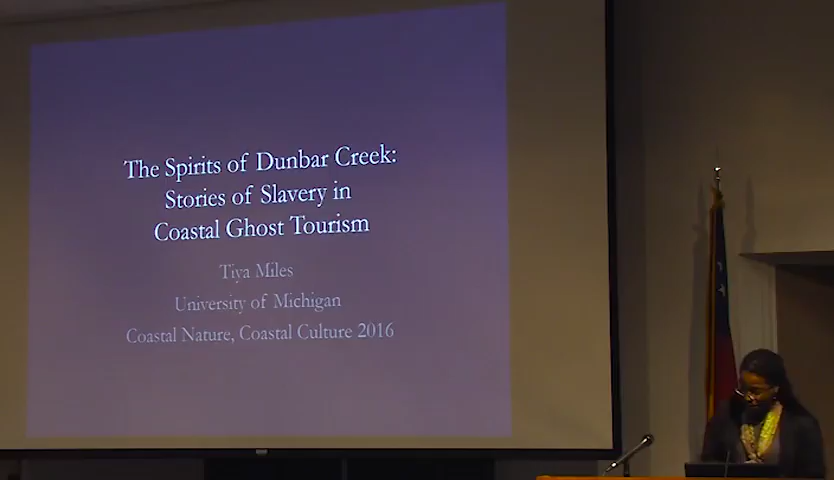 The Spirits of Dunbar Creek:
Stories of Slavery in
Coastal Ghost Tourism
Tiya Miles
University of Michigan
Coastal Nature, Coastal Culture 2016